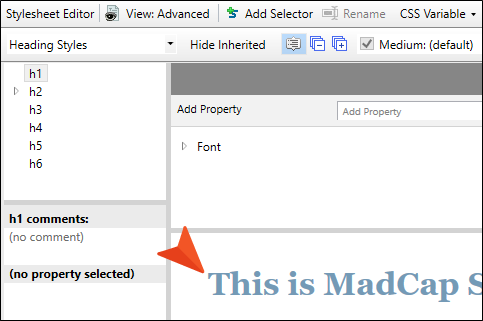 Stylesheet Editor View: Advanced Add Selector Rename CSS Variable
Heading Styles Hide Inherited Medium: (default)
h1
h2
h3
h4
h5
h6
Add Property Add Property
Font
h1 comments:
(no comment)
(no property selected)
This is MadCap S